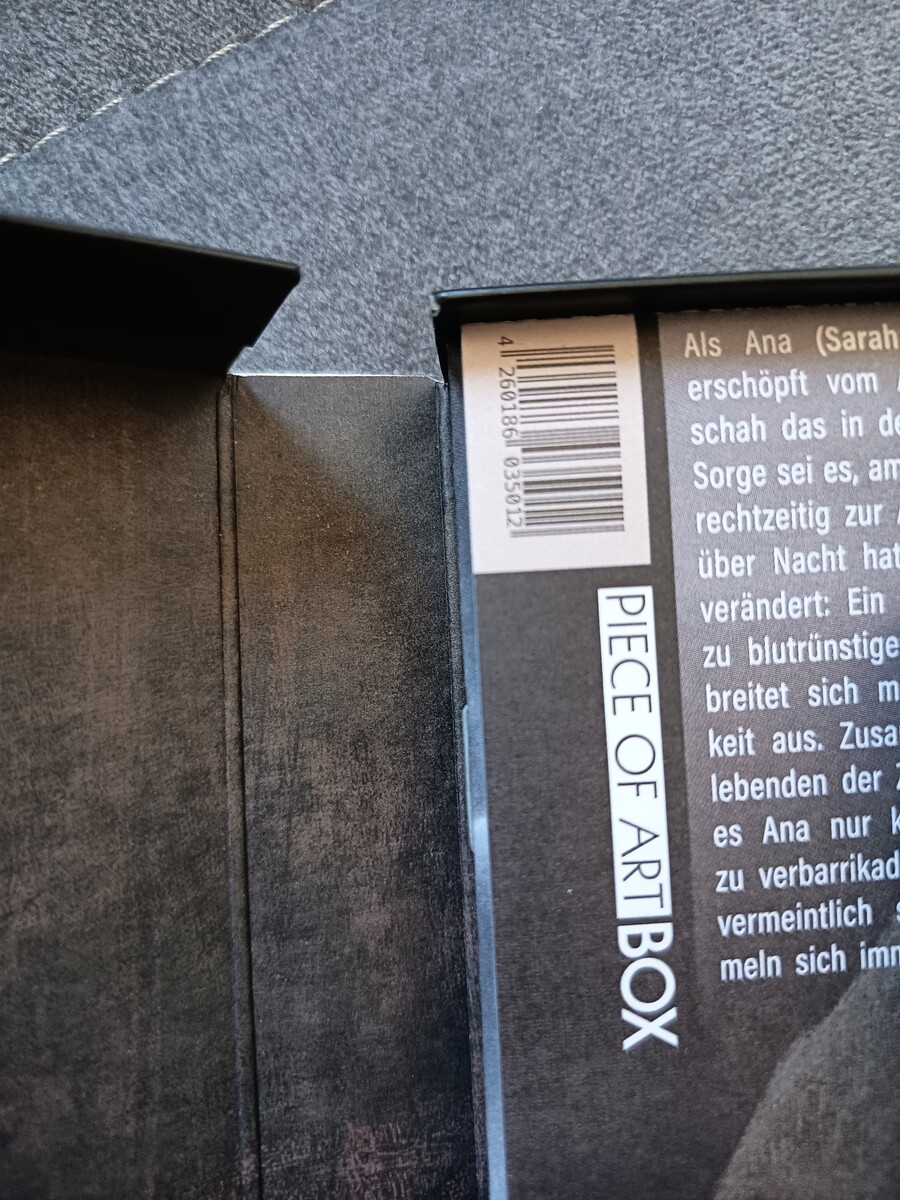 4 260186 035012
PIECE OF ART BOX
Als Ana (Sarah
erschöpft vom
schah das in de
Sorge sei es, am
rechtzeitig zur
über Nacht hat
verändert: Ein
zu blutrünstige
breitet sich m
keit aus. Zusa
lebenden der Z
es Ana nur k
zu verbarrikad
vermeintlich s
meln sich imm